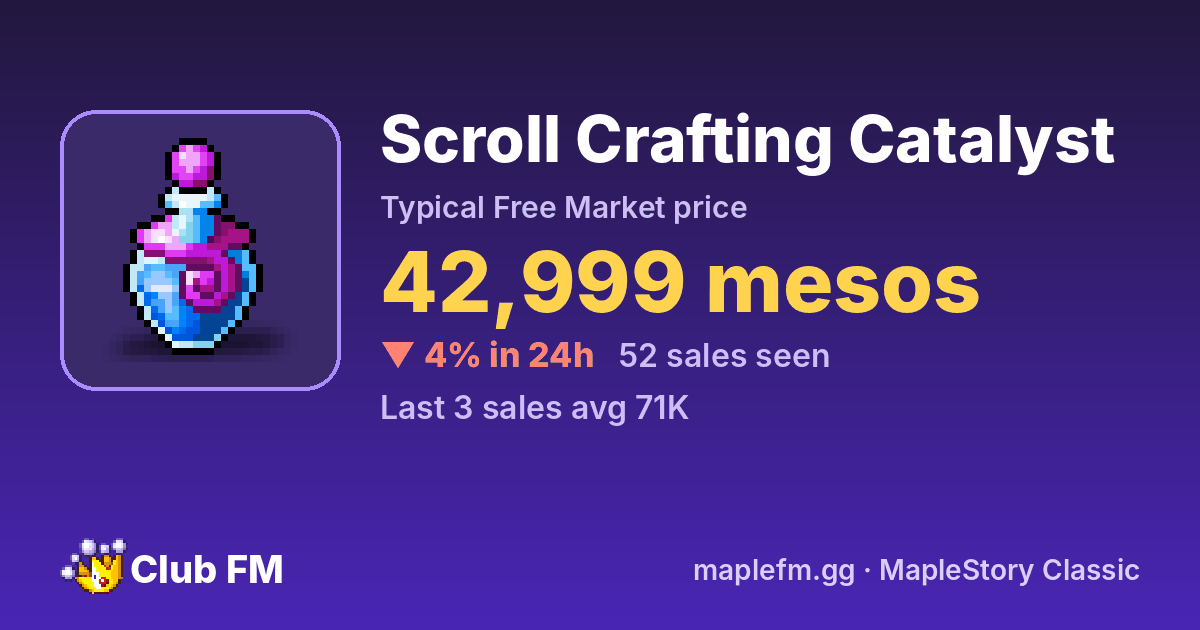 Scroll Crafting Catalyst
Typical Free Market price
42,999 mesos
▼ 4% in 24h 52 sales seen
Last 3 sales avg 71K
Club FM
maplefm.gg · MapleStory Classic